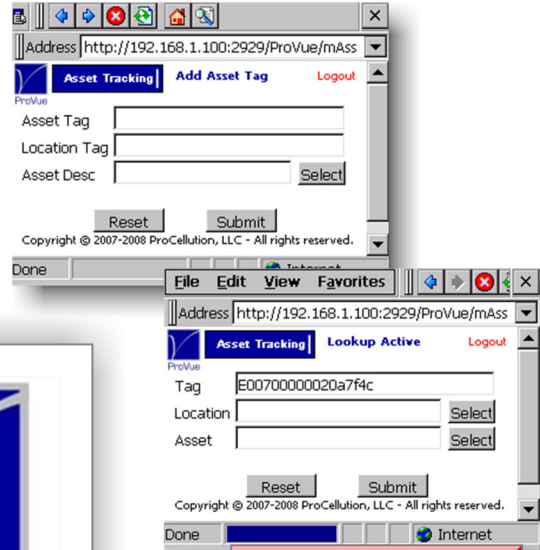 Address http://192.168.1.100:2929/ProVue/mAss
Asset Tracking Add Asset Tag Logout
ProVue
Asset Tag
Location Tag
Asset Desc Select
Reset Submit
Copyright © 2007-2008 ProCellution, LLC - All rights reserved.
Done Internet
File Edit View Favorites
Address http://192.168.1.100:2929/ProVue/mAss
Asset Tracking Lookup Active Logout
ProVue
Tag E00700000020a7f4c
Location Select
Asset Select
Reset Submit
Copyright © 2007-2008 ProCellution, LLC - All rights reserved.
Done Internet